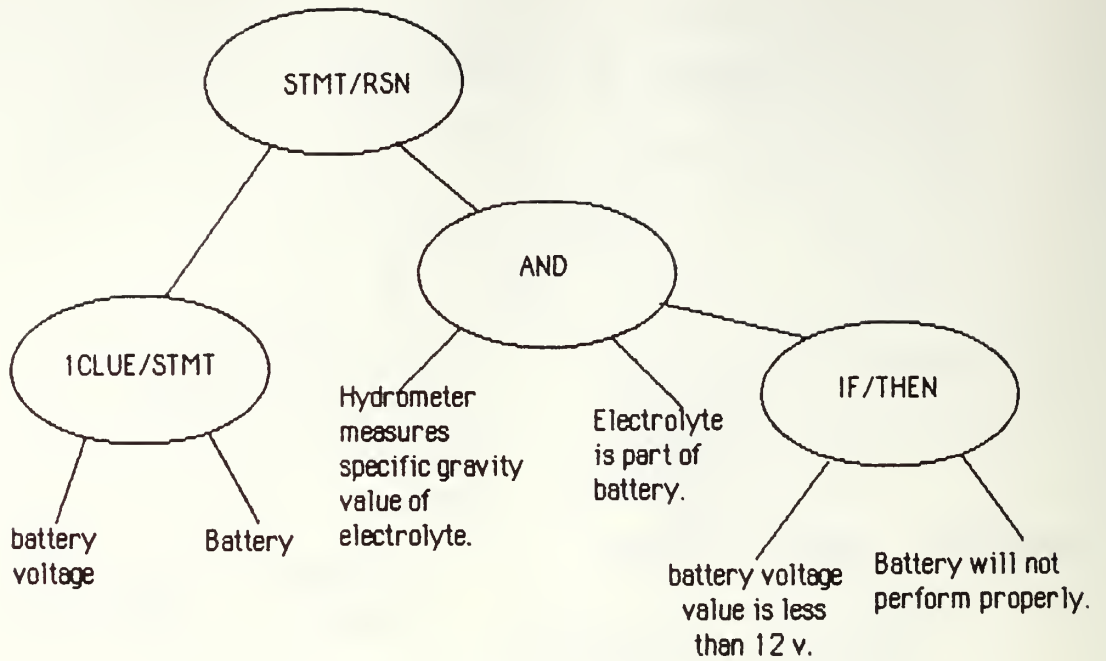 STMT/RSN
AND
1CLUE/STMT
IF/THEN
Hydrometer
measures
specific gravity
value of
electrolyte.
Electrolyte
is part of
battery.
battery
voltage
Battery
battery voltage
value is less
than 12 v.
Battery will not
perform properly.